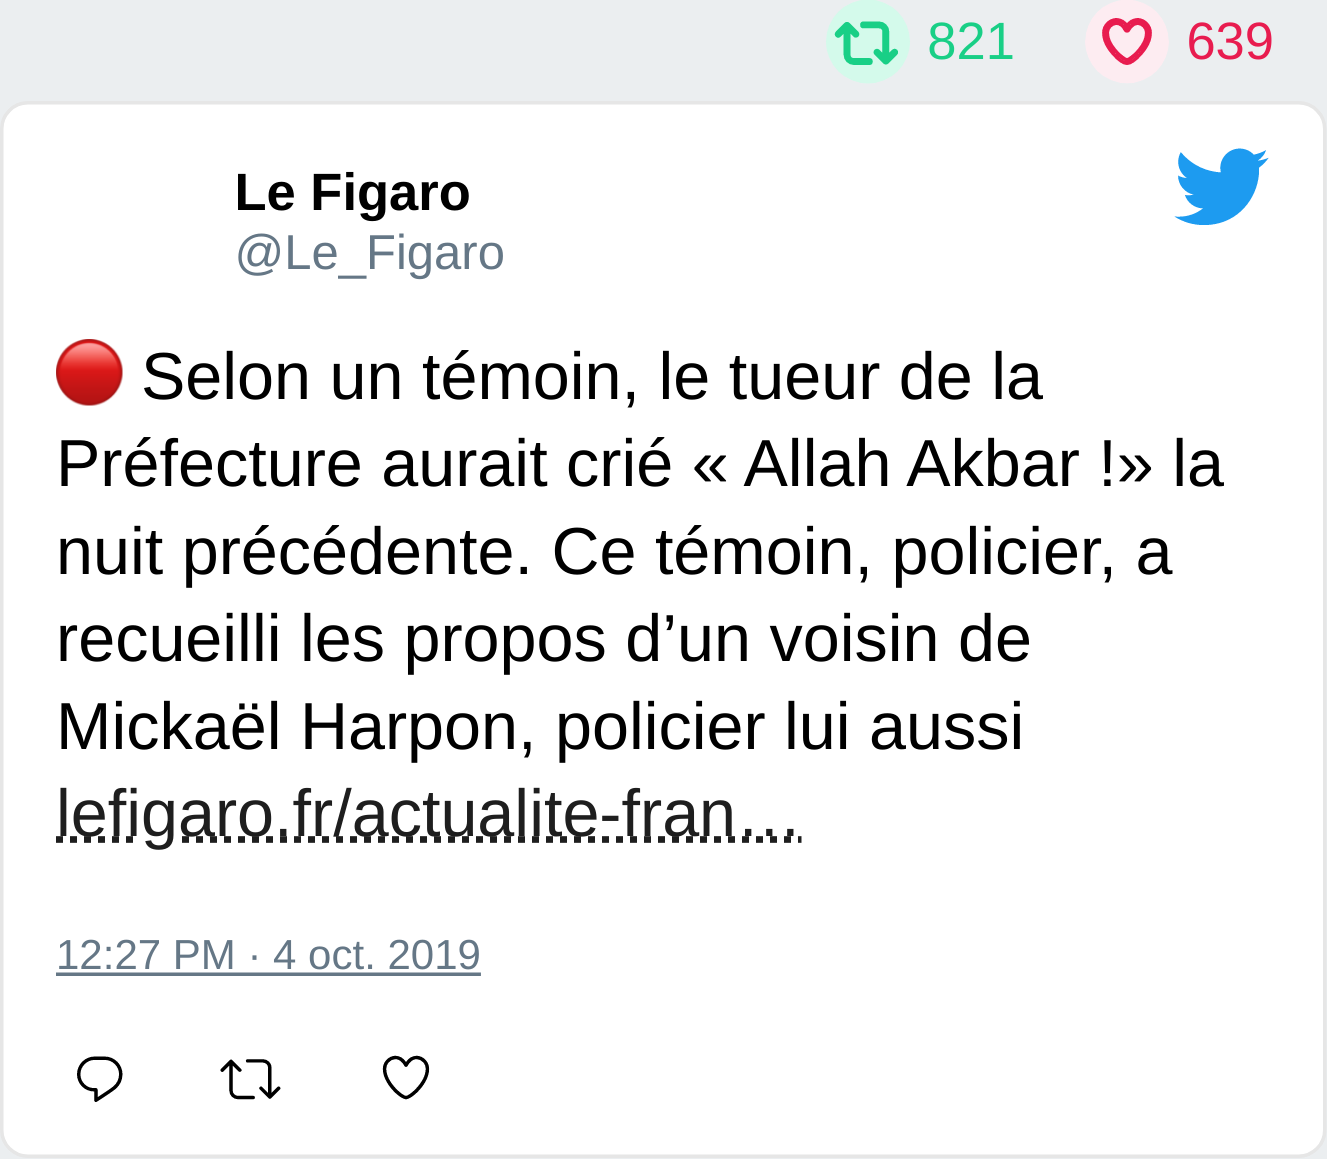 821 639
Le Figaro
@Le_Figaro
🔴 Selon un témoin, le tueur de la
Préfecture aurait crié « Allah Akbar !» la
nuit précédente. Ce témoin, policier, a
recueilli les propos d’un voisin de
Mickaël Harpon, policier lui aussi
lefigaro.fr/actualite-fran…
12:27 PM · 4 oct. 2019